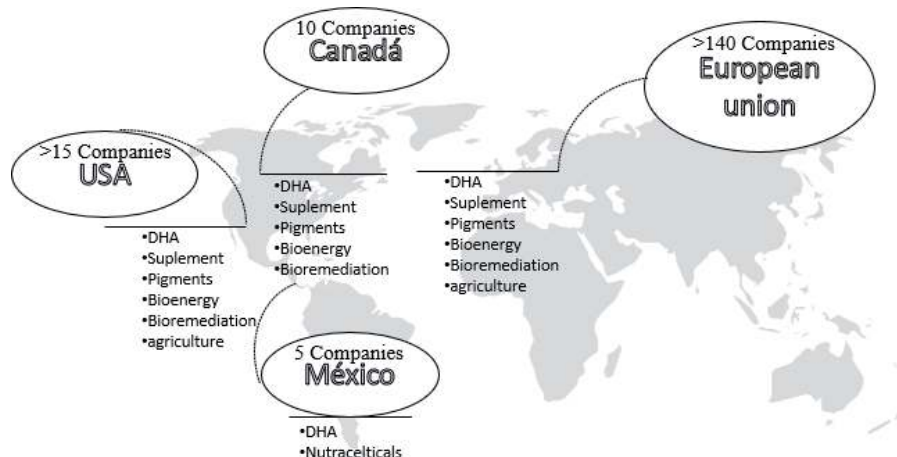 10 Companies
Canadá
>140 Companies
European
union
>15 Companies
USA
•DHA
•Suplement
•Pigments
•Bioenergy
•Bioremediation
•DHA
•Suplement
•Pigments
•Bioenergy
•Bioremediation
•agriculture
•DHA
•Suplement
•Pigments
•Bioenergy
•Bioremediation
•agriculture
5 Companies
México
•DHA
•Nutracelticals